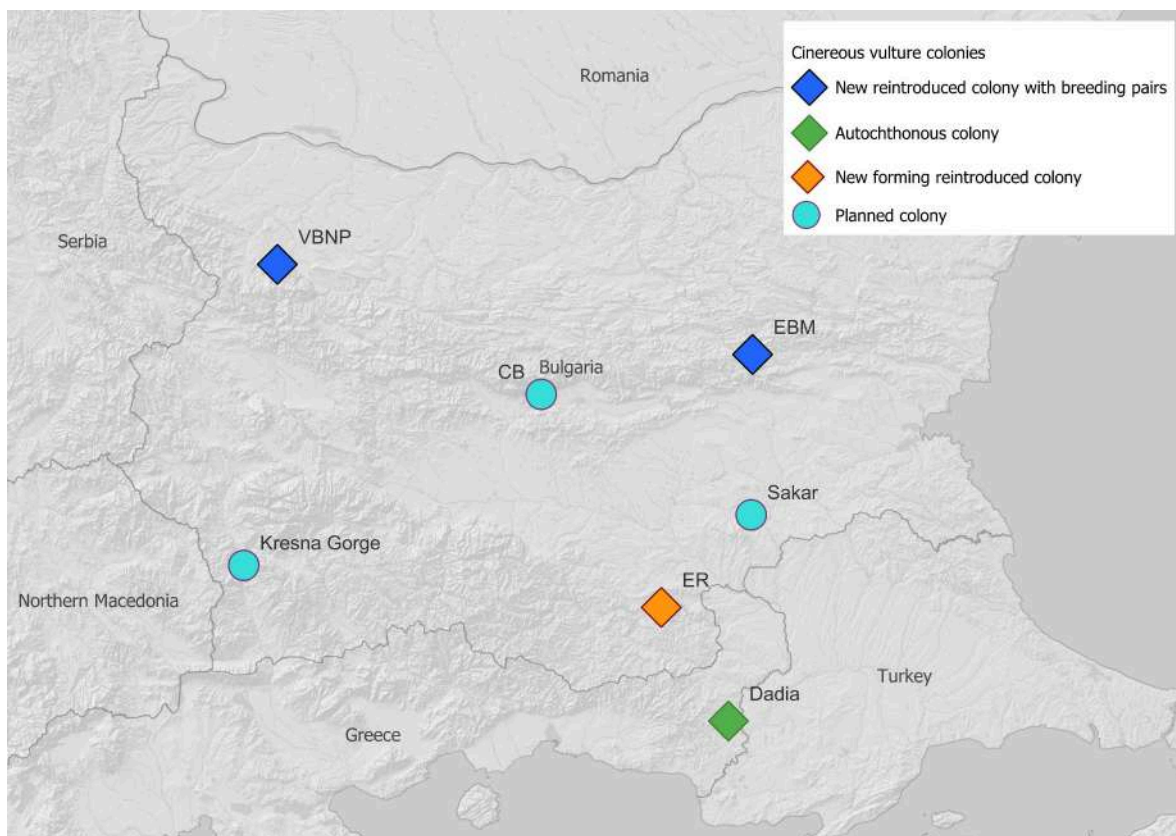 Cinereous vulture colonies
New reintroduced colony with breeding pairs
Autochthonous colony
New forming reintroduced colony
Planned colony
Romania
VBNP
Serbia
EBM
CB
Bulgaria
Sakar
Kresna Gorge
ER
Northern Macedonia
Turkey
Dadia
Greece